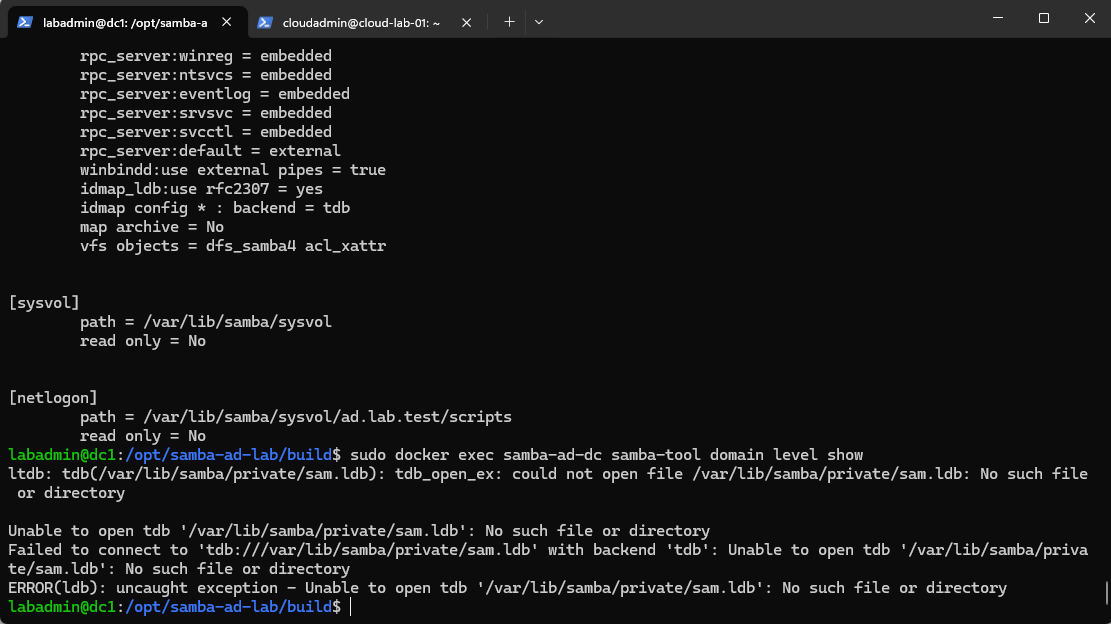 labadmin@dc1: /opt/samba-a
cloudadmin@cloud-lab-01: ~
rpc_server:winreg = embedded
rpc_server:ntsvcs = embedded
rpc_server:eventlog = embedded
rpc_server:srvsvc = embedded
rpc_server:svcctl = embedded
rpc_server:default = external
winbindd:use external pipes = true
idmap_ldb:use rfc2307 = yes
idmap config * : backend = tdb
map archive = No
vfs objects = dfs_samba4 acl_xattr
[sysvol]
path = /var/lib/samba/sysvol
read only = No
[netlogon]
path = /var/lib/samba/sysvol/ad.lab.test/scripts
read only = No
labadmin@dc1:/opt/samba-ad-lab/build$ sudo docker exec samba-ad-dc samba-tool domain level show
ltdb: tdb(/var/lib/samba/private/sam.ldb): tdb_open_ex: could not open file /var/lib/samba/private/sam.ldb: No such file
or directory
Unable to open tdb '/var/lib/samba/private/sam.ldb': No such file or directory
Failed to connect to 'tdb:///var/lib/samba/private/sam.ldb' with backend 'tdb': Unable to open tdb '/var/lib/samba/priva
te/sam.ldb': No such file or directory
ERROR(ldb): uncaught exception - Unable to open tdb '/var/lib/samba/private/sam.ldb': No such file or directory
labadmin@dc1:/opt/samba-ad-lab/build$